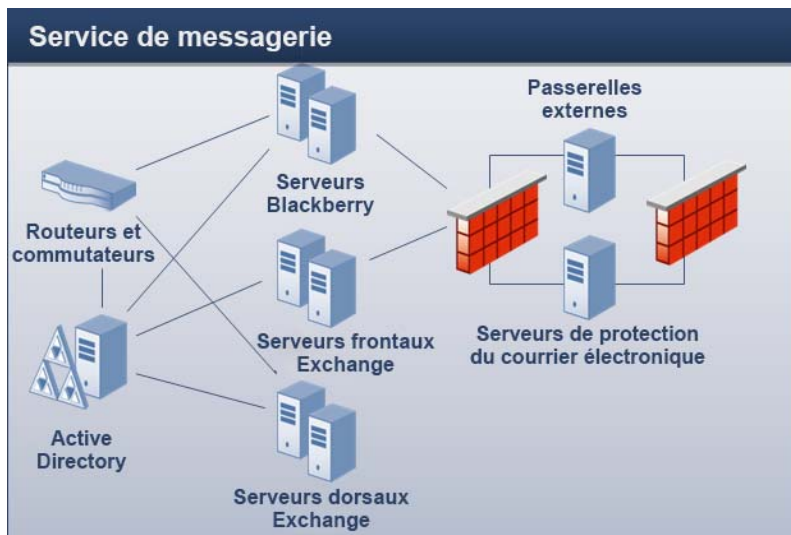 Service de messagerie
Passerelles
externes
Serveurs
Blackberry
Routeurs et
commutateurs
Serveurs frontaux
Exchange
Serveurs de protection
du courrier électronique
Active
Directory
Serveurs dorsaux
Exchange